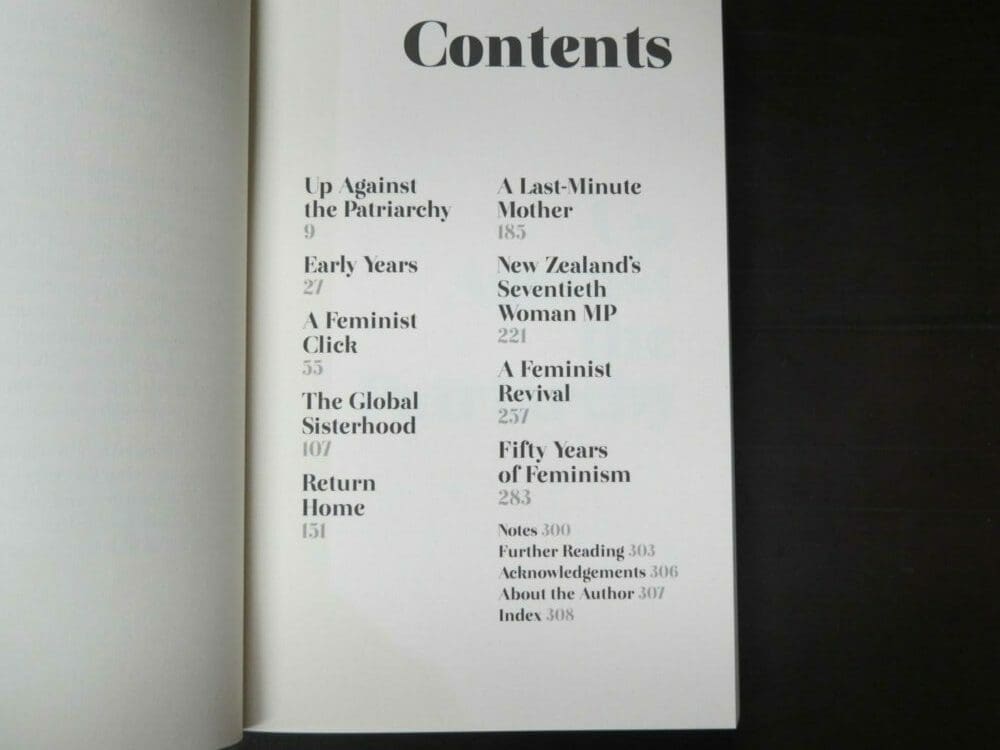 Contents
Up Against
the Patriarchy
9
Early Years
27
A Feminist
Click
55
The Global
Sisterhood
107
Return
Home
151
A Last-Minute
Mother
185
New Zealand's
Seventieth
Woman MP
221
A Feminist
Revival
257
Fifty Years
of Feminism
283
Notes 300
Further Reading 303
Acknowledgements 306
About the Author 307
Index 308